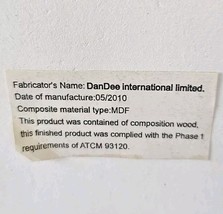 Fabricator's Name: DanDee international limited.
Date of manufacture:05/2010
Composite material type:MDF
This product was contained of composition wood,
this finished product was complied with the Phase 1
requirements of ATCM 93120.